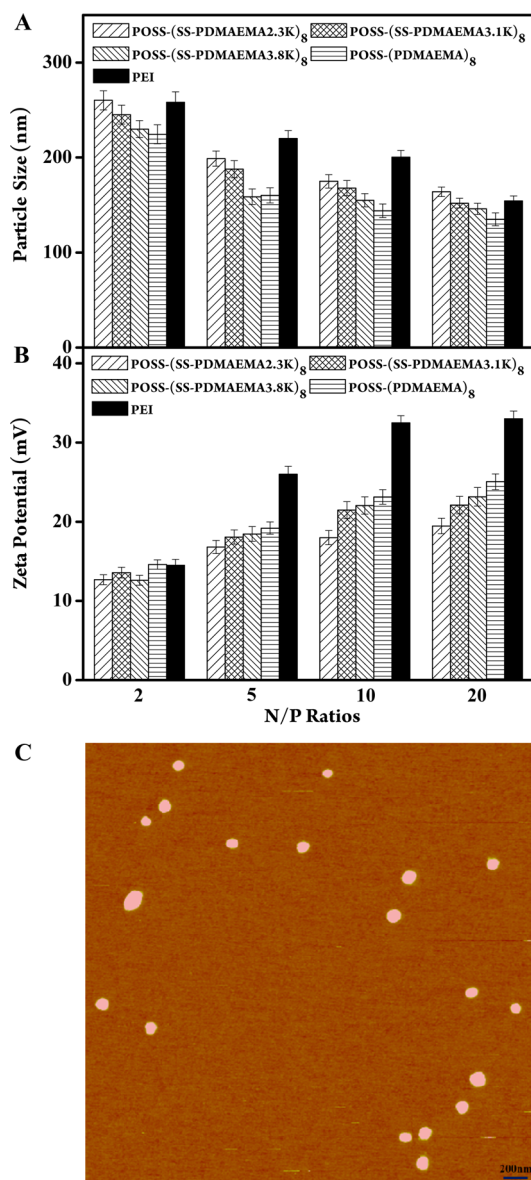 A
POSS-(SS-PDMAEMA2.3K)8 POSS-(SS-PDMAEMA3.1K)8
POSS-(SS-PDMAEMA3.8K)8 POSS-(PDMAEMA)8
PEI
300
200
100
0
Particle Size (nm)
B
POSS-(SS-PDMAEMA2.3K)8 POSS-(SS-PDMAEMA3.1K)8
POSS-(SS-PDMAEMA3.8K)8 POSS-(PDMAEMA)8
PEI
40
30
20
10
0
Zeta Potential (mV)
2 5 10 20
N/P Ratios
C
200nm